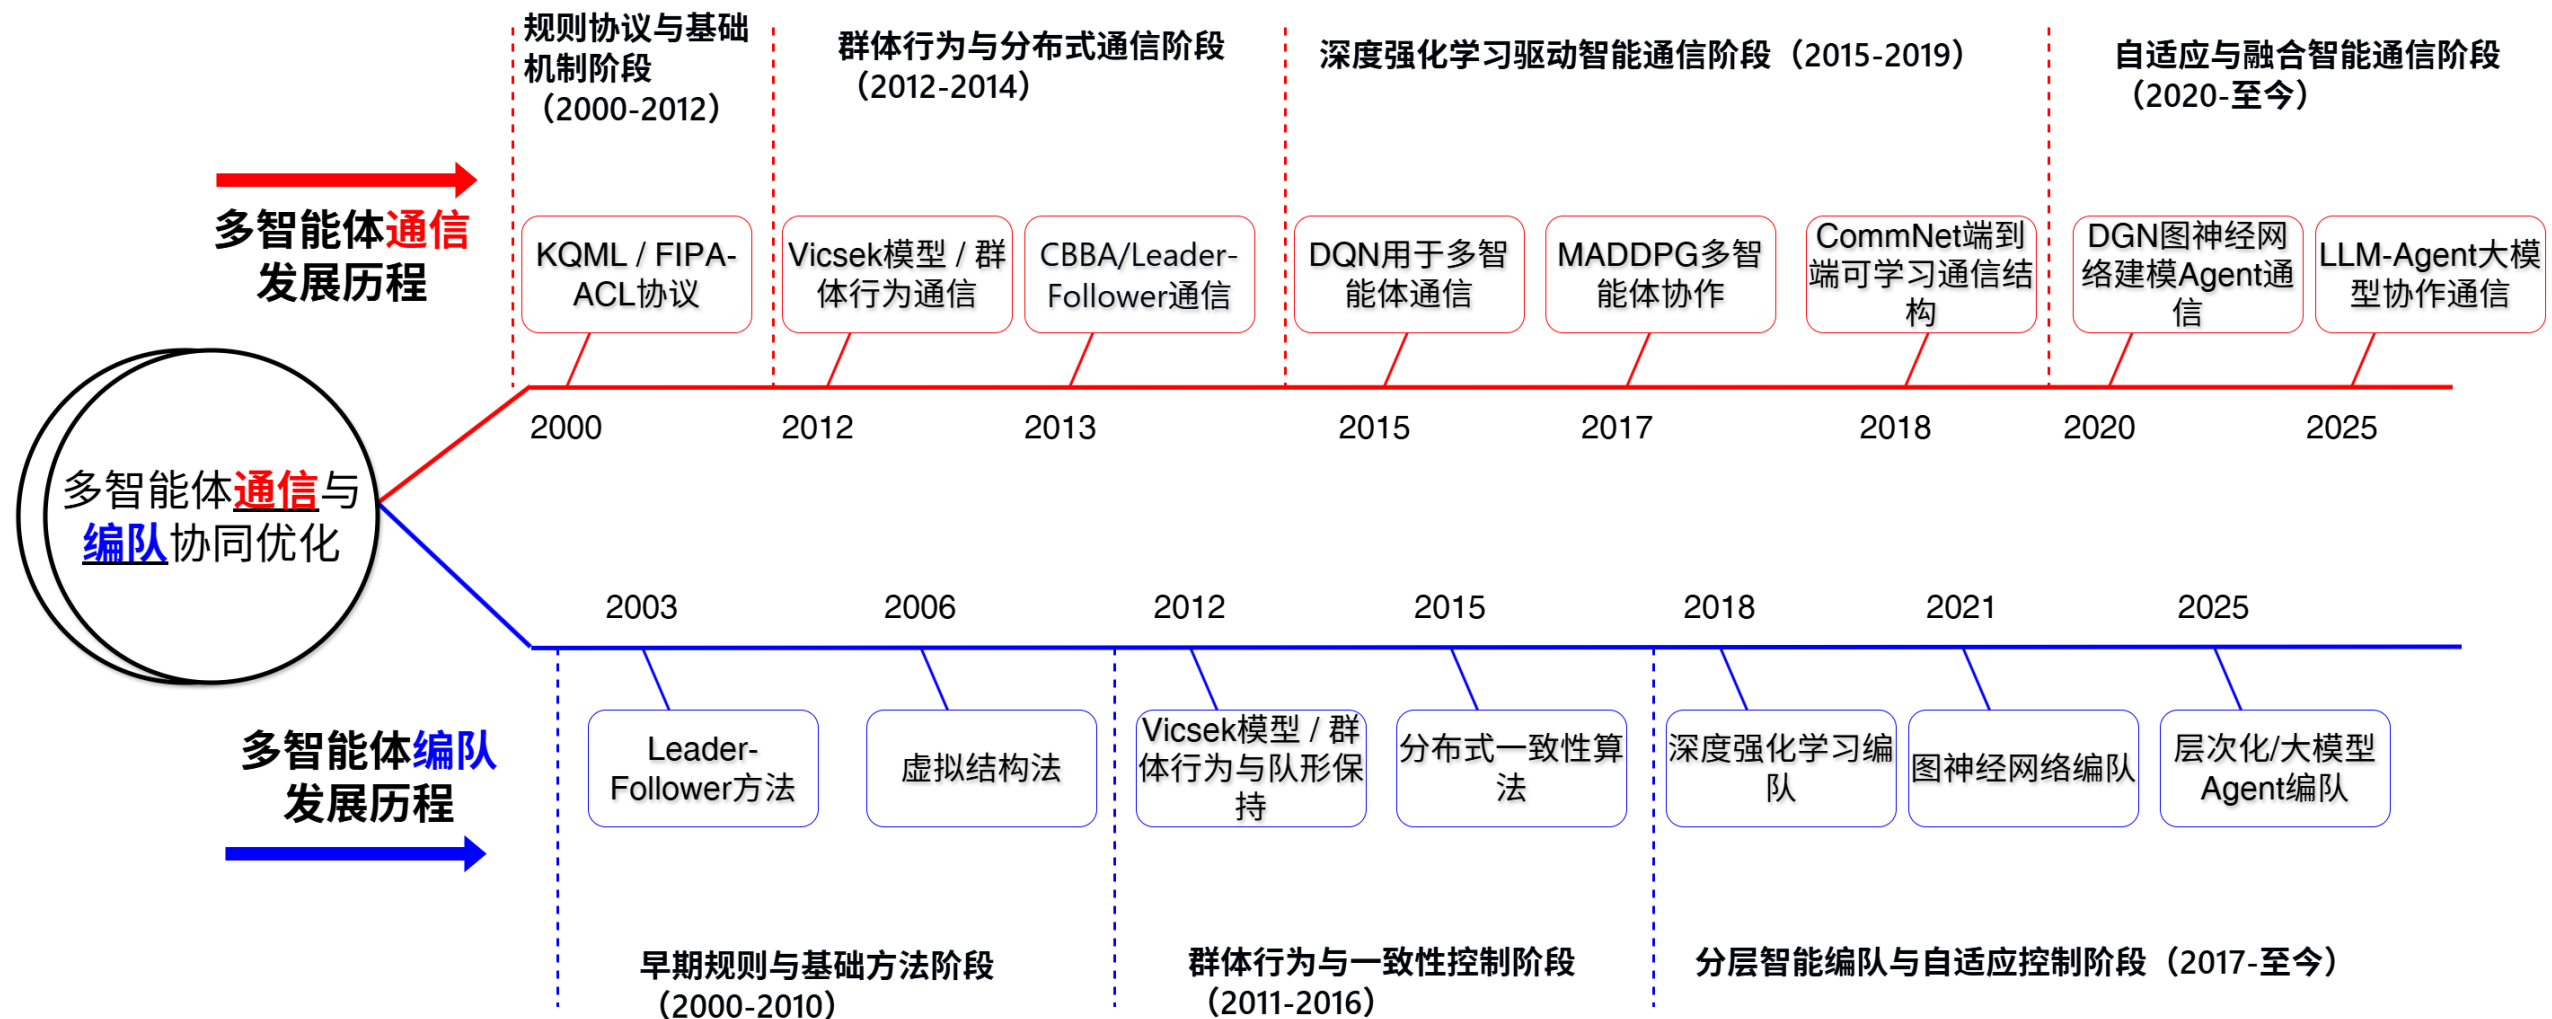 规则协议与基础
机制阶段
（2000-2012）
群体行为与分布式通信阶段
（2012-2014）
深度强化学习驱动智能通信阶段（2015-2019）
自适应与融合智能通信阶段
（2020-至今）
多智能体通信
发展历程
KQML / FIPA-
ACL协议
Vicsek模型 / 群
体行为通信
CBBA/Leader-
Follower通信
DQN用于多智
能体通信
MADDPG多智
能体协作
CommNet端到
端可学习通信结
构
DGN图神经网
络建模Agent通
信
LLM-Agent大模
型协作通信
2000
2012
2013
2015
2017
2018
2020
2025
多智能体通信与
编队协同优化
2003
2006
2012
2015
2018
2021
2025
多智能体编队
发展历程
Leader-
Follower方法
虚拟结构法
Vicsek模型 / 群
体行为与队形保
持
分布式一致性算
法
深度强化学习编
队
图神经网络编队
层次化/大模型
Agent编队
早期规则与基础方法阶段
（2000-2010）
群体行为与一致性控制阶段
（2011-2016）
分层智能编队与自适应控制阶段（2017-至今）